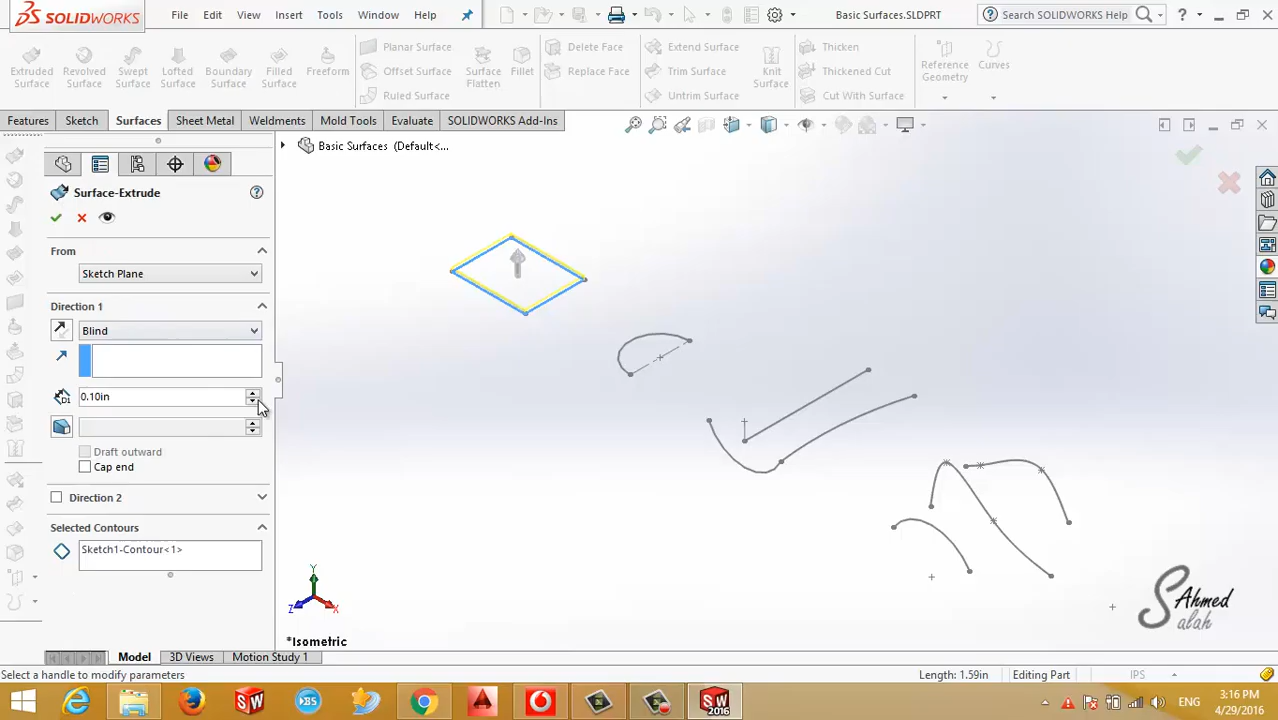 SOLIDWORKS File Edit View Insert Tools Window Help Basic Surfaces.SLDPRT Search SOLIDWORKS Help ?
Extruded Surface
Revolved Surface
Swept Surface
Lofted Surface
Boundary Surface
Filled Surface
Freeform
Planar Surface
Offset Surface
Ruled Surface
Surface Flatten
Fillet
Delete Face
Replace Face
Extend Surface
Trim Surface
Untrim Surface
Knit Surface
Thicken
Thickened Cut
Cut With Surface
Reference Geometry
Curves
Features Sketch Surfaces Sheet Metal Weldments Mold Tools Evaluate SOLIDWORKS Add-Ins
Basic Surfaces (Default<...
Surface-Extrude
From
Sketch Plane
Direction 1
Blind
D1 0.10in
Draft outward
Cap end
Direction 2
Selected Contours
Sketch1-Contour<1>
Y
Z X
*Isometric
S Ahmed
alah
Model 3D Views Motion Study 1
Select a handle to modify parameters Length: 1.59in Editing Part IPS
BS SW 2016 ENG 3:16 PM
4/29/2016